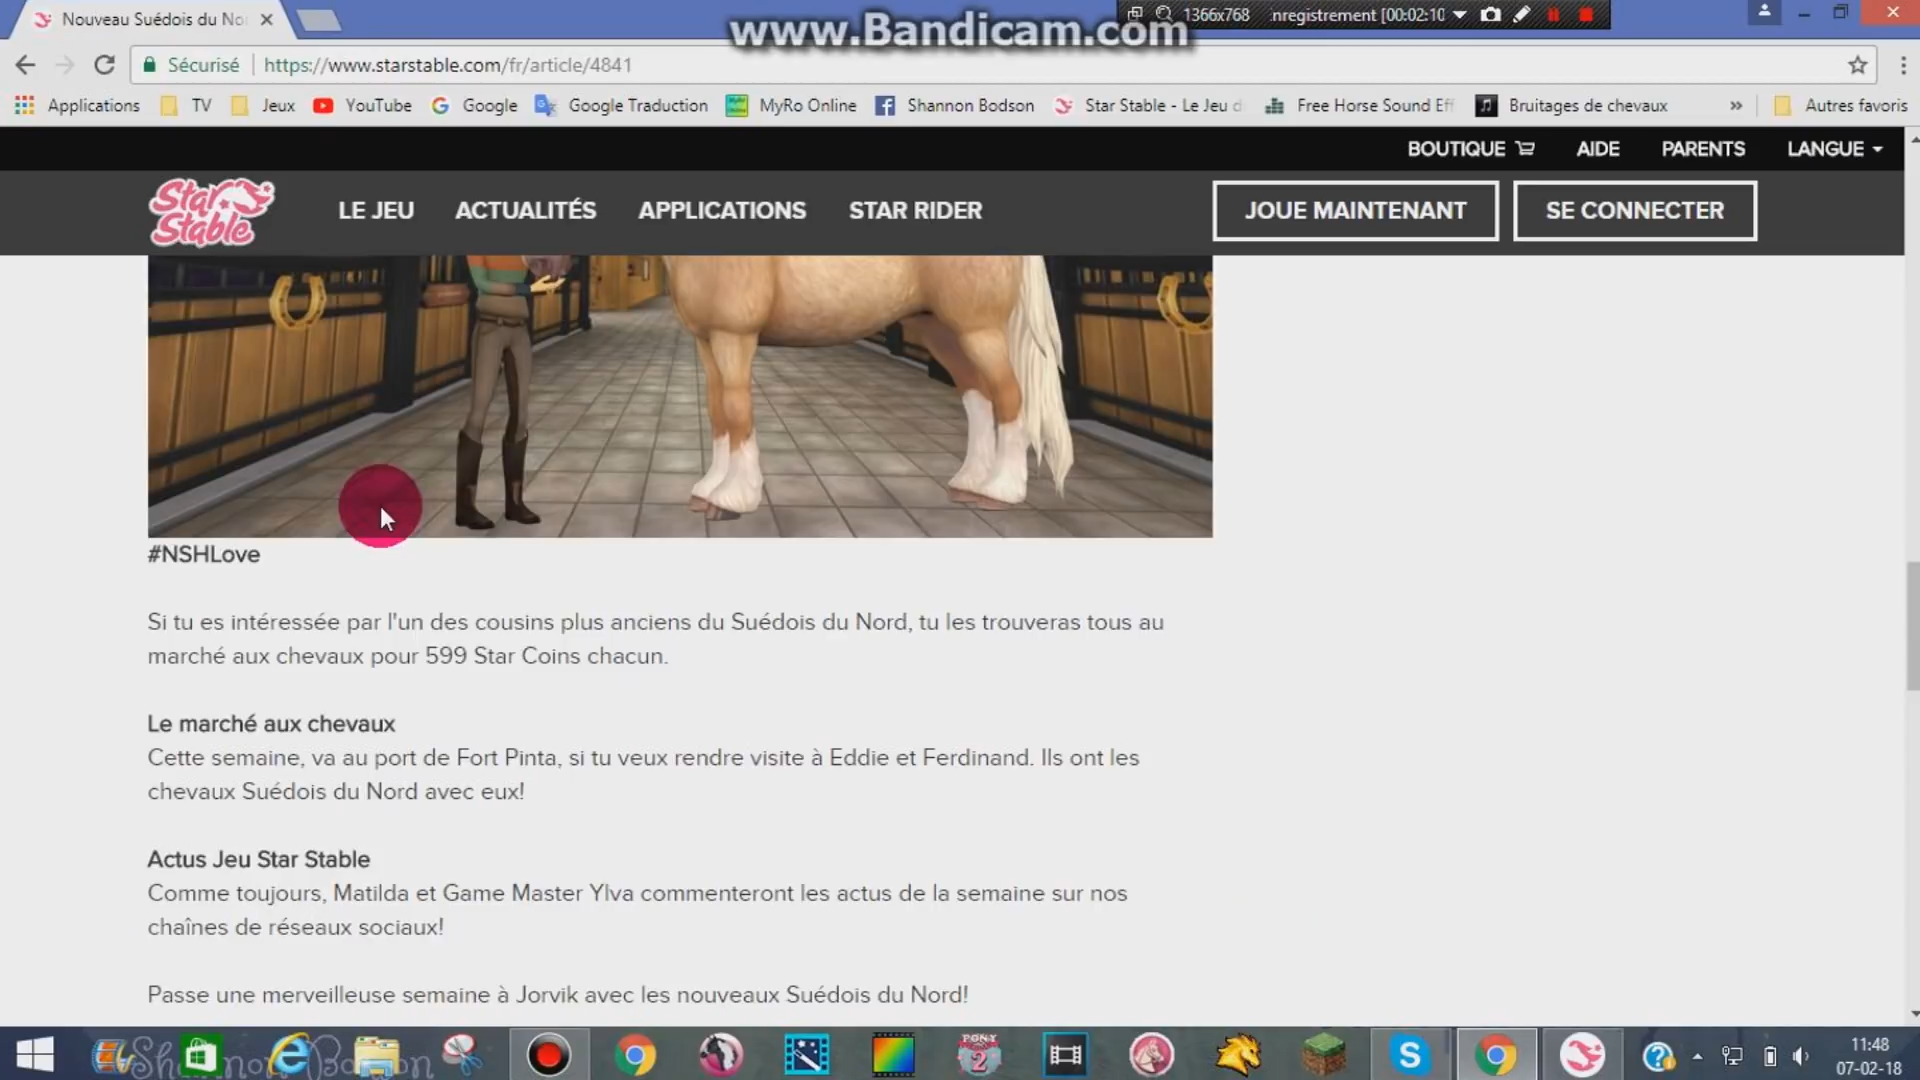 Nouveau Suédois du No
www.Bandicam.com
1366x768 :nregistrement [00:02:10
Sécurisé https://www.starstable.com/fr/article/4841
Applications TV Jeux YouTube Google Google Traduction MyRo Online Shannon Bodson Star Stable - Le Jeu d Free Horse Sound Eff Bruitages de chevaux » Autres favoris
BOUTIQUE AIDE PARENTS LANGUE
Star Stable
LE JEU ACTUALITÉS APPLICATIONS STAR RIDER JOUE MAINTENANT SE CONNECTER
#NSHLove
Si tu es intéressée par l'un des cousins plus anciens du Suédois du Nord, tu les trouveras tous au
marché aux chevaux pour 599 Star Coins chacun.
Le marché aux chevaux
Cette semaine, va au port de Fort Pinta, si tu veux rendre visite à Eddie et Ferdinand. Ils ont les
chevaux Suédois du Nord avec eux!
Actus Jeu Star Stable
Comme toujours, Matilda et Game Master Ylva commenteront les actus de la semaine sur nos
chaînes de réseaux sociaux!
Passe une merveilleuse semaine à Jorvik avec les nouveaux Suédois du Nord!
Shannon Bodson
PONY 2
11:48
07-02-18